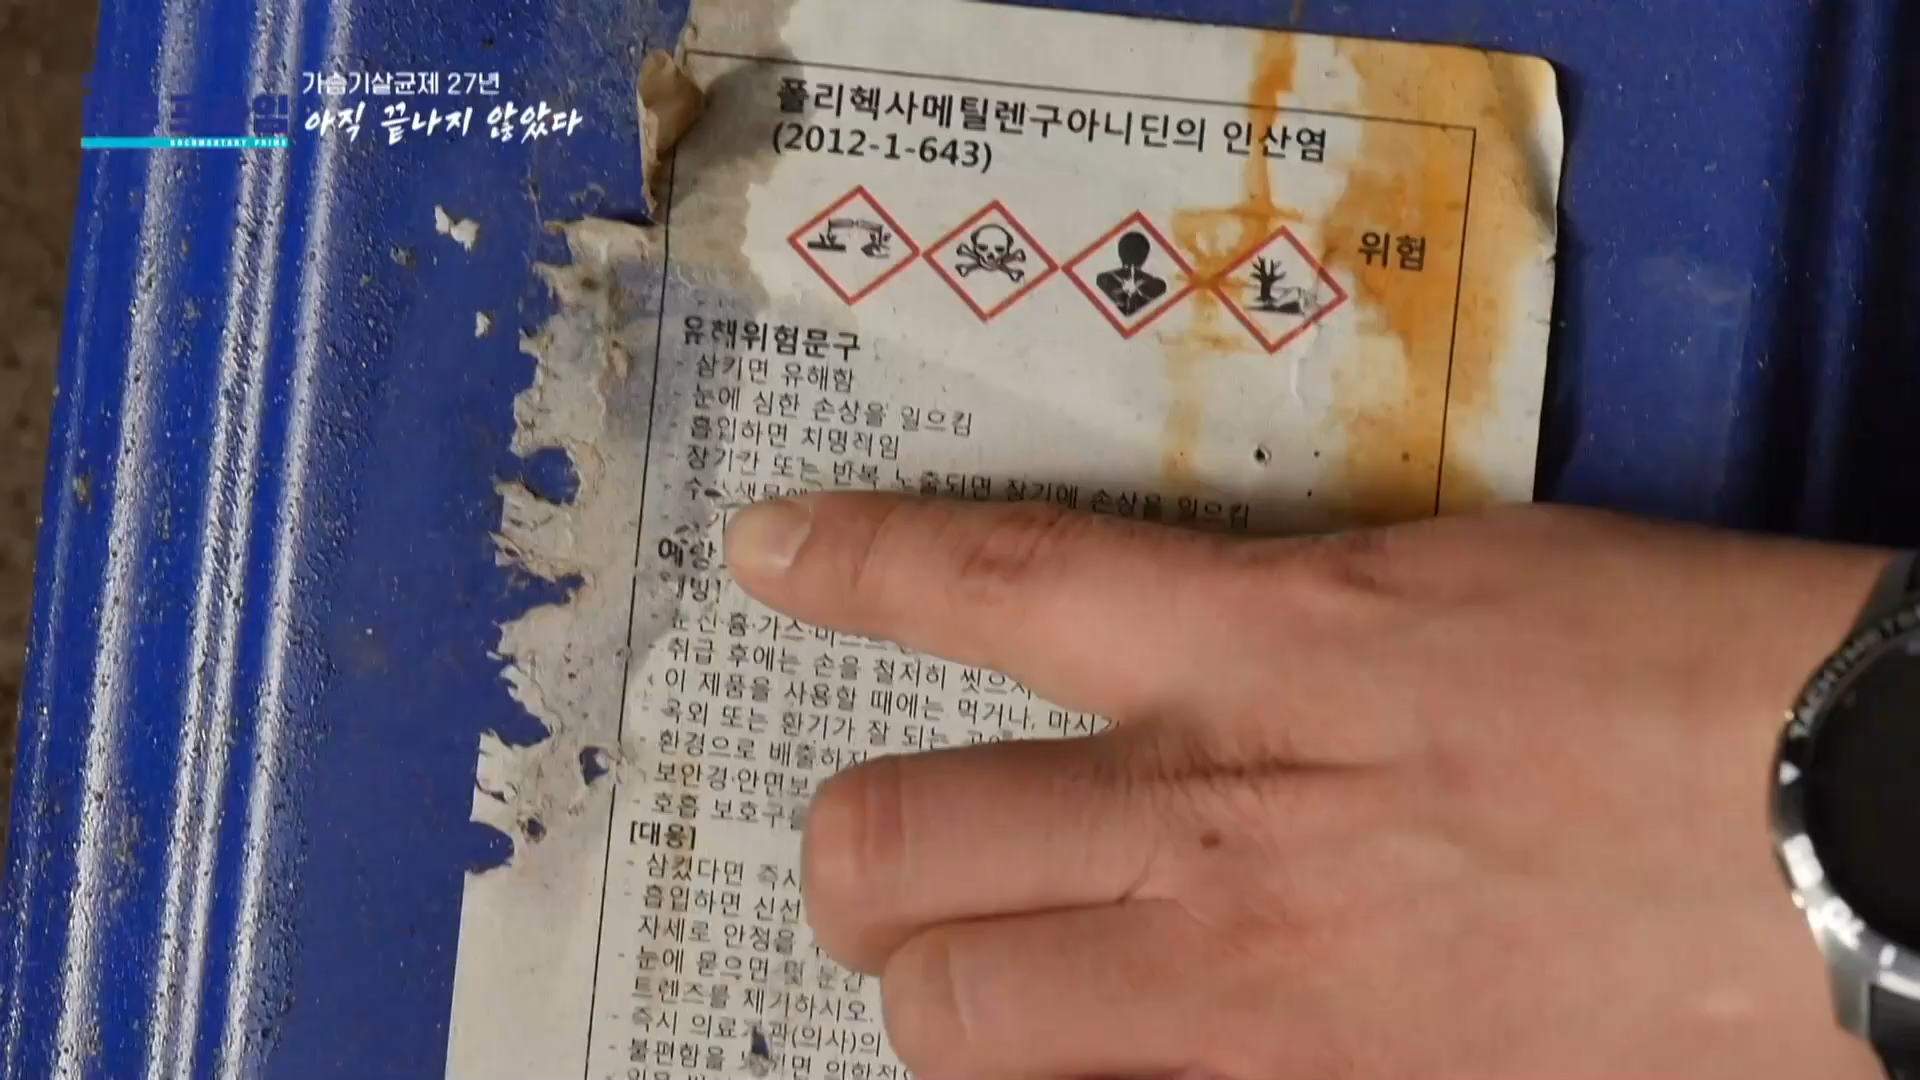 가습기살균제 27년
아직 끝나지 않았다
DOCUMENTARY PRIME
폴리헥사메틸렌구아니딘의 인산염
(2012-1-643)
위험
유해위험문구
- 삼키면 유해함
- 눈에 심한 손상을 일으킴
- 흡입하면 치명적임
- 장기간 또는 반복 노출되면 장기에 손상을 일으킴
취급 후에는 손을 철저히
이 제품을 사용할 때에는 먹거나, 마시거
옥외 또는 환기가 잘 되는
환경으로 배출하지
보안경·안면보
- 호흡 보호구를
[대응]
- 삼켰다면 즉시
- 흡입하면 신선
자세로 안정을
- 눈에 묻으면 몇 분간
트렌즈를 제거하시오.
- 즉시 (의사)의
- 불편함을